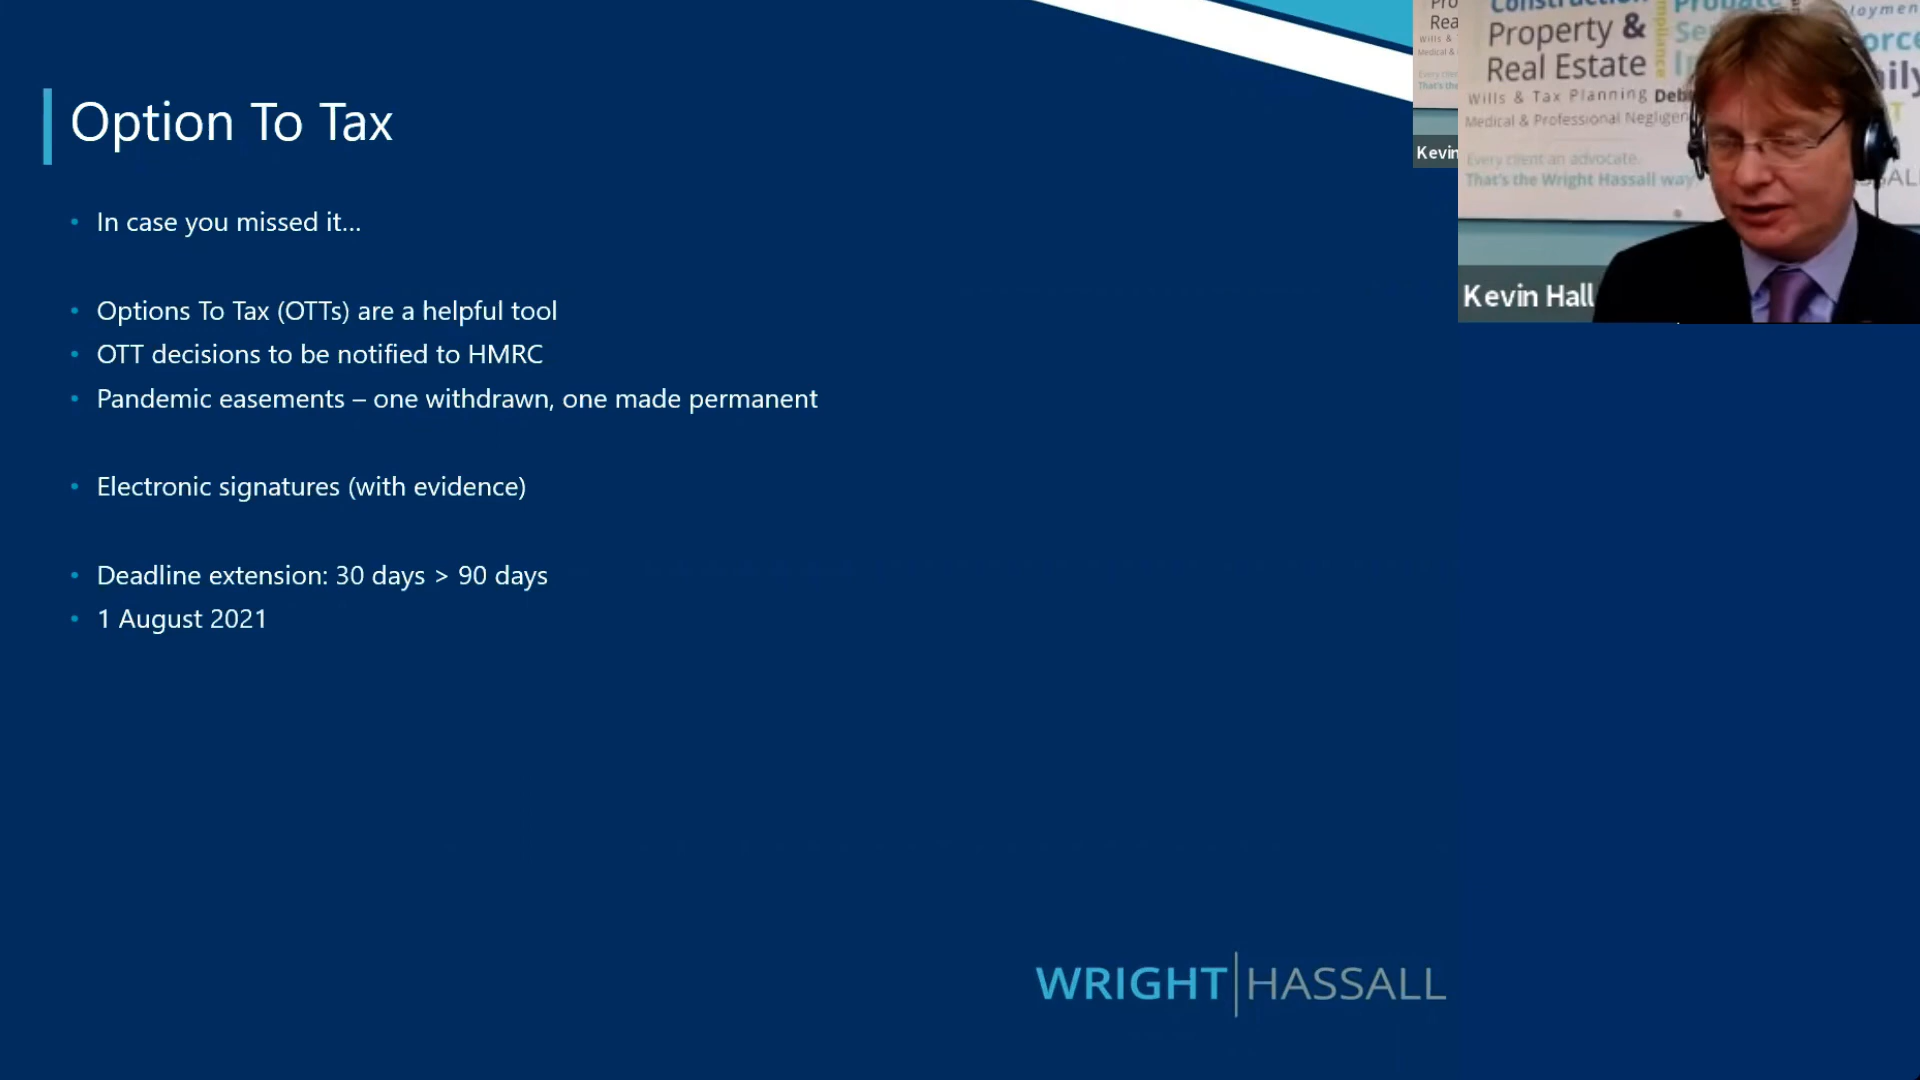 Option To Tax
In case you missed it...
Options To Tax (OTTs) are a helpful tool
OTT decisions to be notified to HMRC
Pandemic easements – one withdrawn, one made permanent
Electronic signatures (with evidence)
Deadline extension: 30 days > 90 days
1 August 2021
WRIGHT|HASSALL
Construction
Property &
Real Estate
Wills & Tax Planning
Medical & Professional
Every client an advocate.
That's the Wright Hassall way.
Kevin Hall
Kevin